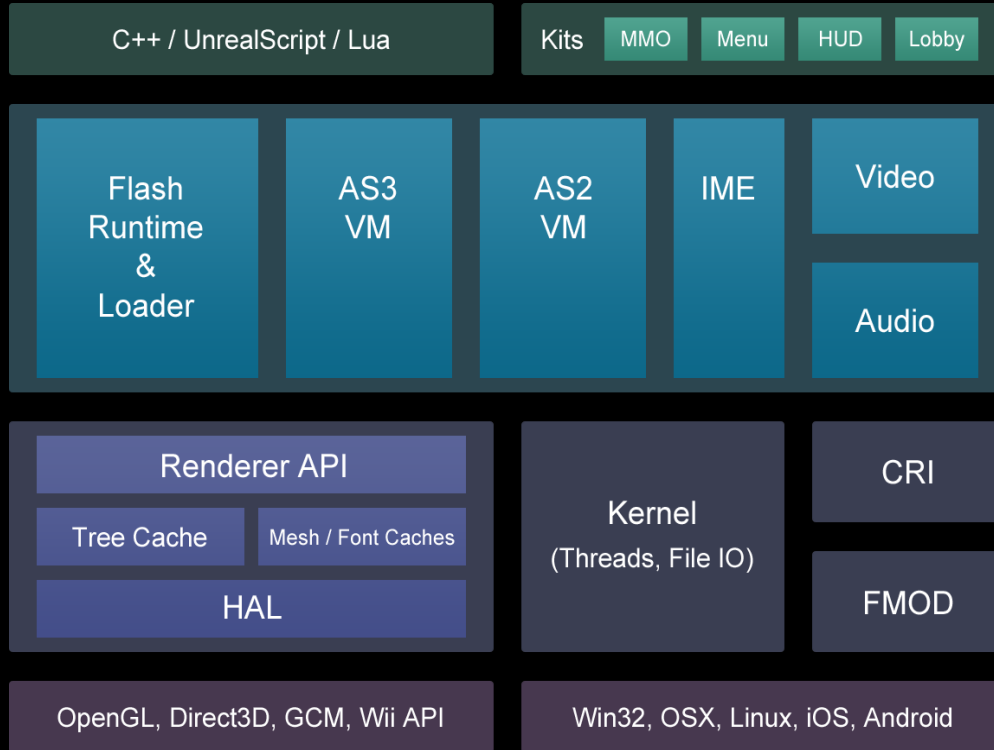 C++ / UnrealScript / Lua
Kits
MMO
Menu
HUD
Lobby
Flash
Runtime
&
Loader
AS3
VM
AS2
VM
IME
Video
Audio
Renderer API
Tree Cache
Mesh / Font Caches
HAL
Kernel
(Threads, File IO)
CRI
FMOD
OpenGL, Direct3D, GCM, Wii API
Win32, OSX, Linux, iOS, Android